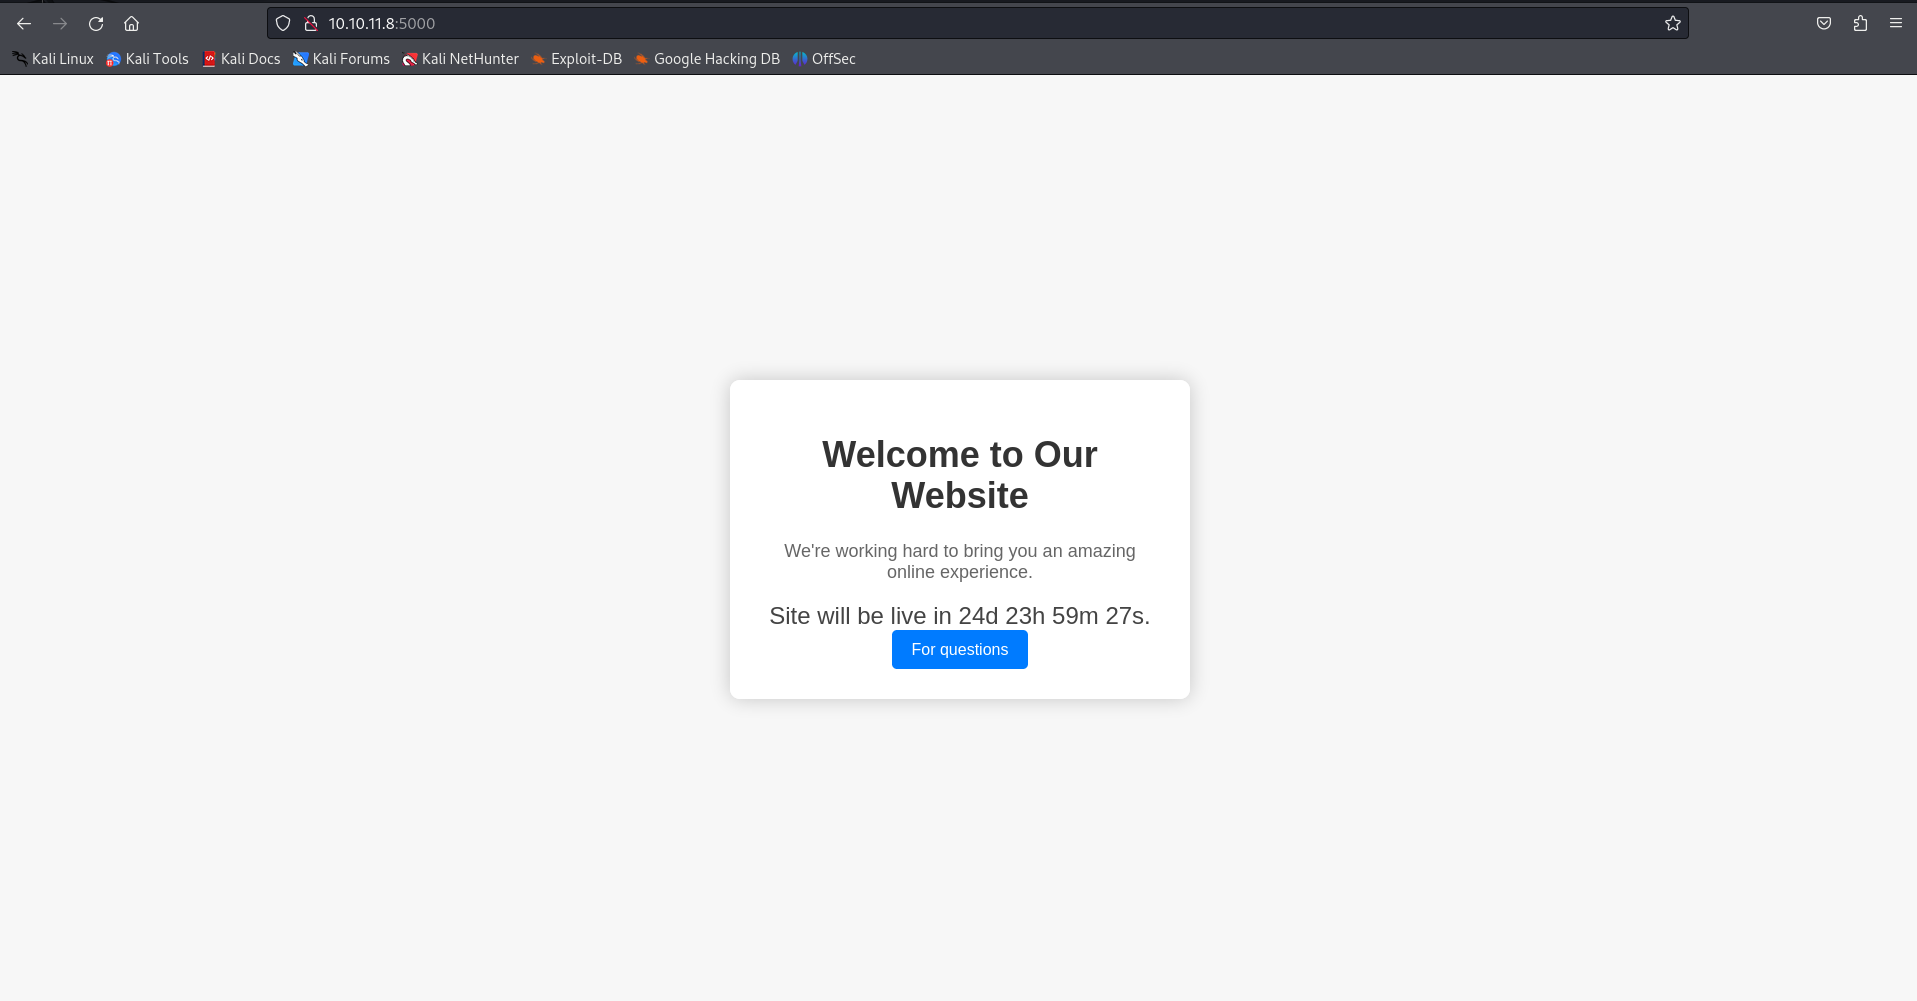 10.10.11.8:5000
Kali Linux Kali Tools Kali Docs Kali Forums Kali NetHunter Exploit-DB Google Hacking DB OffSec
Welcome to Our
Website
We're working hard to bring you an amazing
online experience.
Site will be live in 24d 23h 59m 27s.
For questions